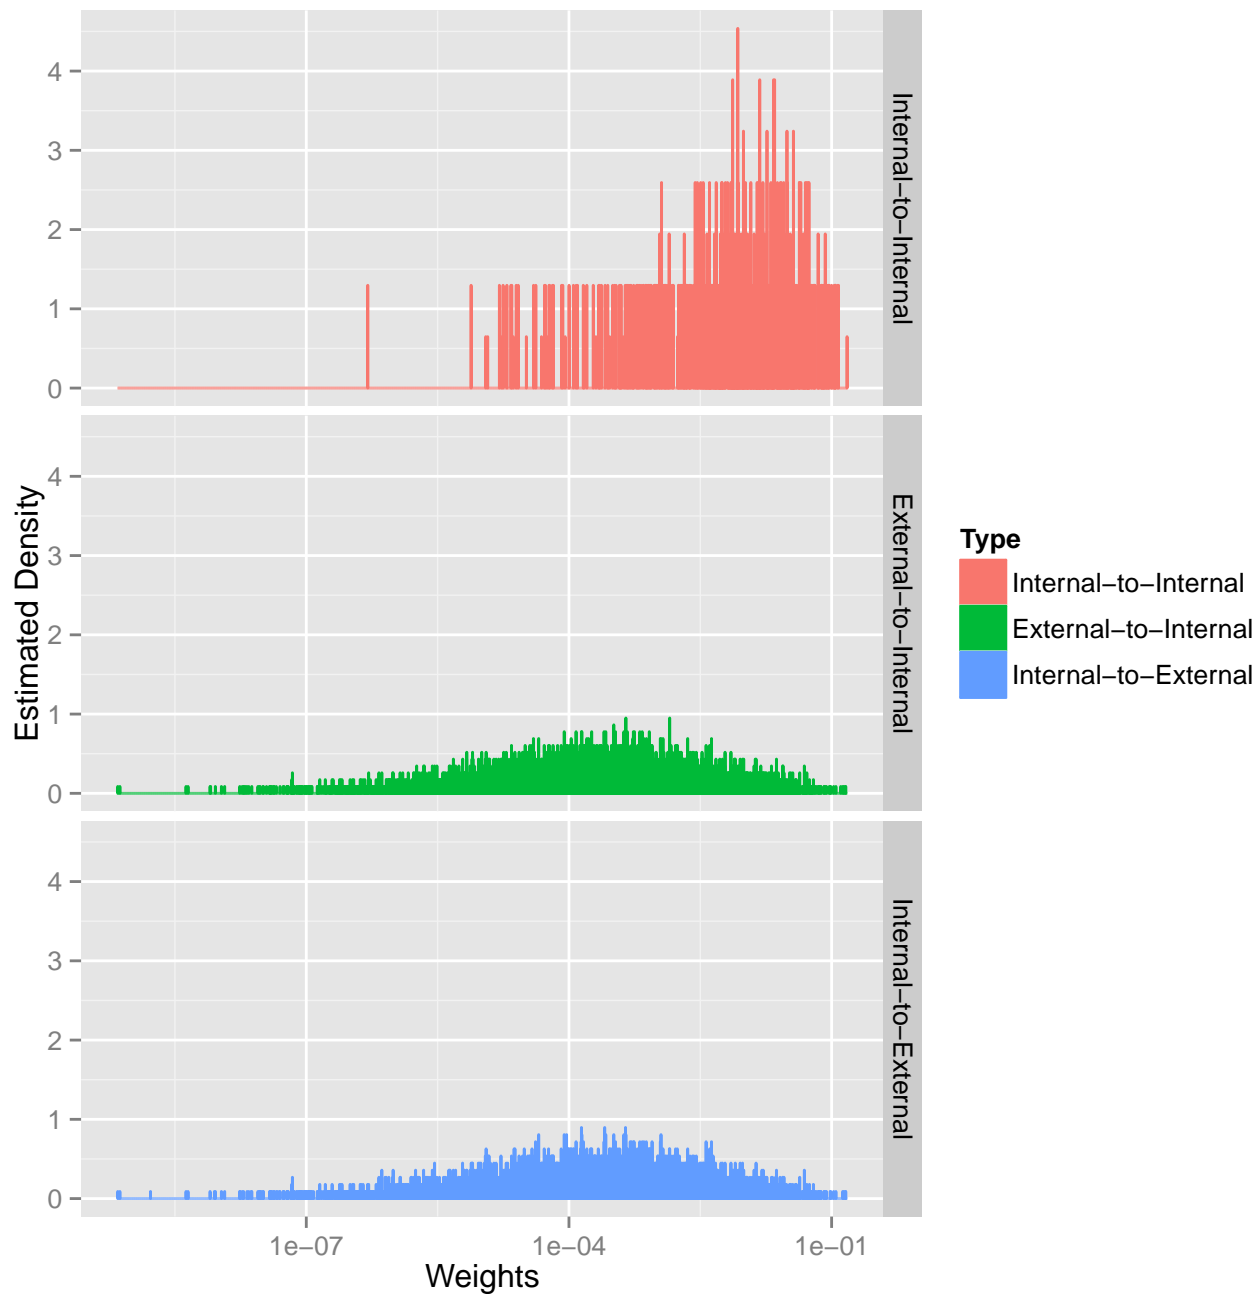 4
3
2
1
0
Internal−to−Internal
4
3
2
1
0
External−to−Internal
4
3
2
1
0
Internal−to−External
Estimated Density
1e−07
1e−04
1e−01
Weights
Type
Internal−to−Internal
External−to−Internal
Internal−to−External